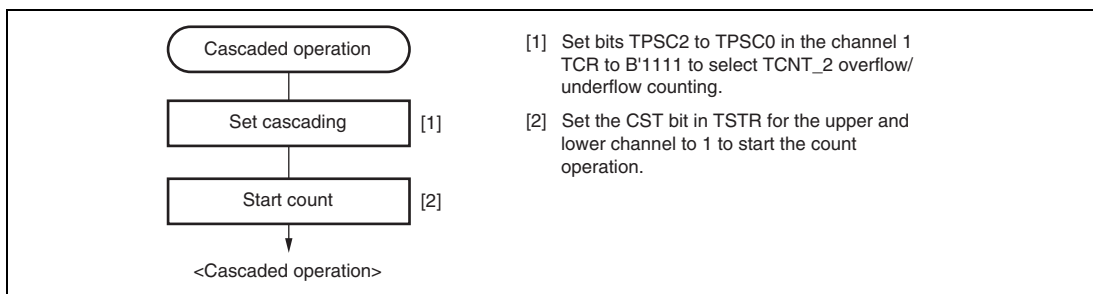 Cascaded operation
Set cascading
[1]
Start count
[2]
<Cascaded operation>
[1] Set bits TPSC2 to TPSC0 in the channel 1
TCR to B'1111 to select TCNT_2 overflow/
underflow counting.
[2] Set the CST bit in TSTR for the upper and
lower channel to 1 to start the count
operation.